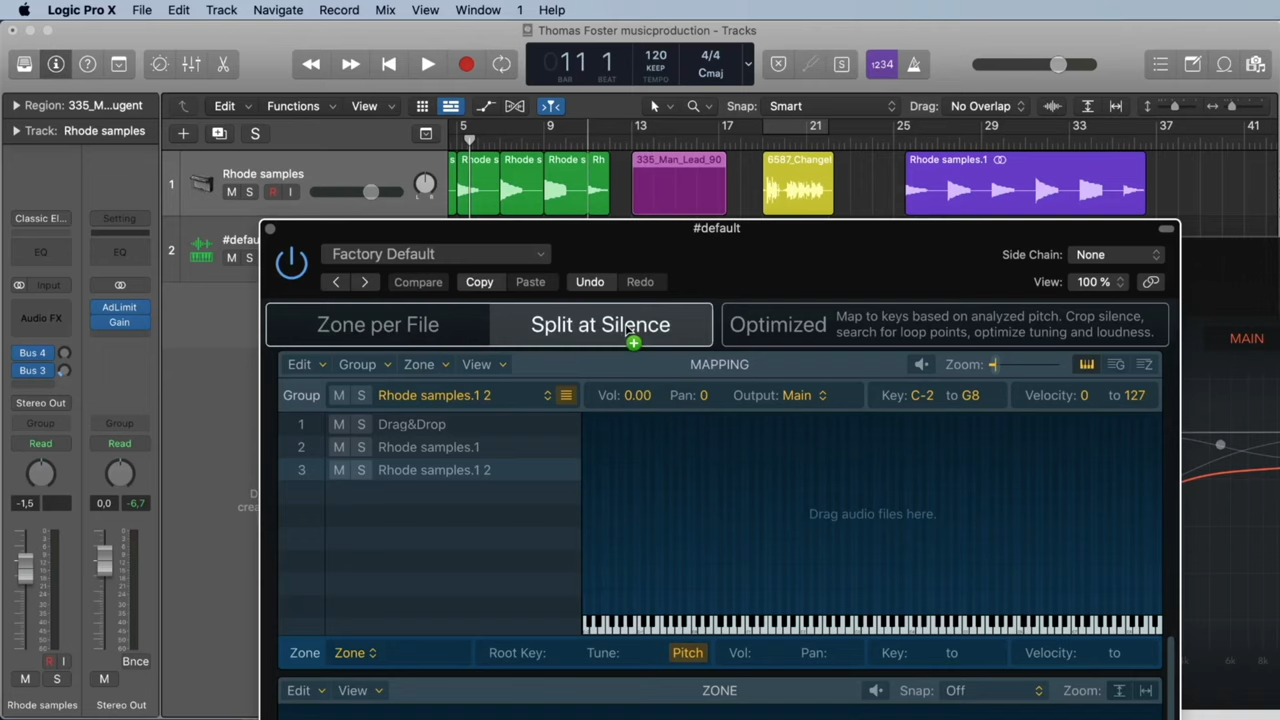 Logic Pro X File Edit Track Navigate Record Mix View Window 1 Help
Thomas Foster musicproduction - Tracks
011 1
BAR BEAT
120
KEEP
TEMPO
4/4
Cmaj
1234
Region: 335_M...ugent
Edit Functions View Snap: Smart Drag: No Overlap
Track: Rhode samples
S
5 9 13 17 21 25 29 33 37 41
1
Rhode samples
M S R I
L R
s Rhode s Rhode s Rhode s Rh 335_Man_Lead_90 6587_Changel Rhode samples.1
Classic El... Setting
EQ EQ
2
#defau
M S
Input
Audio FX
AdLimit
Gain
Bus 4
Bus 3
Stereo Out
Group Group
Read Read
-1,5 0,0 -6,7
R I Bnce
M S M
Rhode samples Stereo Out
#default
Factory Default Side Chain: None
Compare Copy Paste Undo Redo View: 100 %
Zone per File Split at Silence Optimized Map to keys based on analyzed pitch. Crop silence,
search for loop points, optimize tuning and loudness.
Edit Group Zone View MAPPING Zoom:
Group M S Rhode samples.1 2 Vol: 0.00 Pan: 0 Output: Main Key: C-2 to G8 Velocity: 0 to 127
1 M S Drag&Drop
2 M S Rhode samples.1
3 M S Rhode samples.1 2
Drag audio files here.
Zone Zone Root Key: Tune: Pitch Vol: Pan: Key: to Velocity: to
Edit View ZONE Snap: Off Zoom:
MAIN
6k 8k